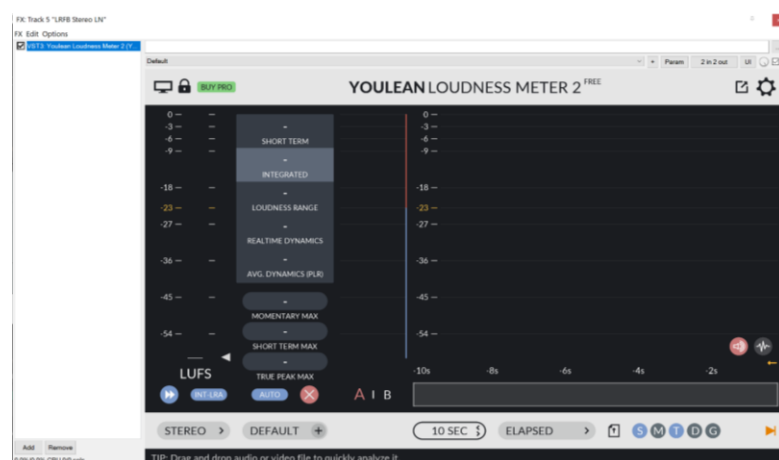 FX: Track 5 "LRFB Stereo LN"
FX Edit Options
VST3: Youlean Loudness Meter 2 (Y...
Default
+ Param 2 in 2 out UI
BUY PRO
YOULEAN LOUDNESS METER 2 FREE
0 –
-3 –
-6 –
-9 –
-18 –
-23 –
-27 –
-36 –
-45 –
-54 –
LUFS
INT-LRA
-
SHORT TERM
-
INTEGRATED
-
LOUDNESS RANGE
-
REALTIME DYNAMICS
-
AVG. DYNAMICS (PLR)
-
MOMENTARY MAX
-
SHORT TERM MAX
-
TRUE PEAK MAX
AUTO
0 –
-3 –
-6 –
-9 –
-18 –
-23 –
-27 –
-36 –
-45 –
-54 –
-10s -8s -6s -4s -2s
A I B
STEREO > DEFAULT +
10 SEC ELAPSED > S M T D G
Add Remove
TIP: Drag and drop audio or video file to quickly analyze it